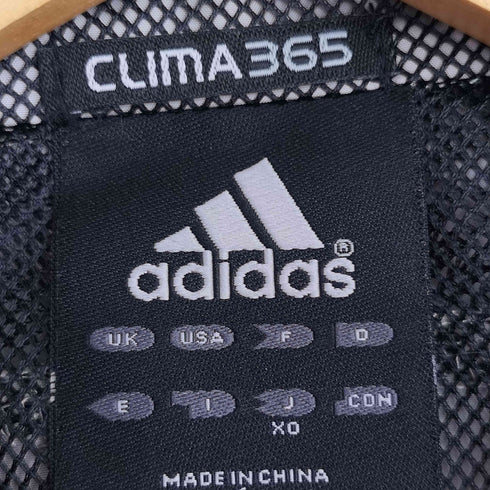 CLIMA365
adidas®
UK USA F D
E I J CDN
XO
MADE IN CHINA